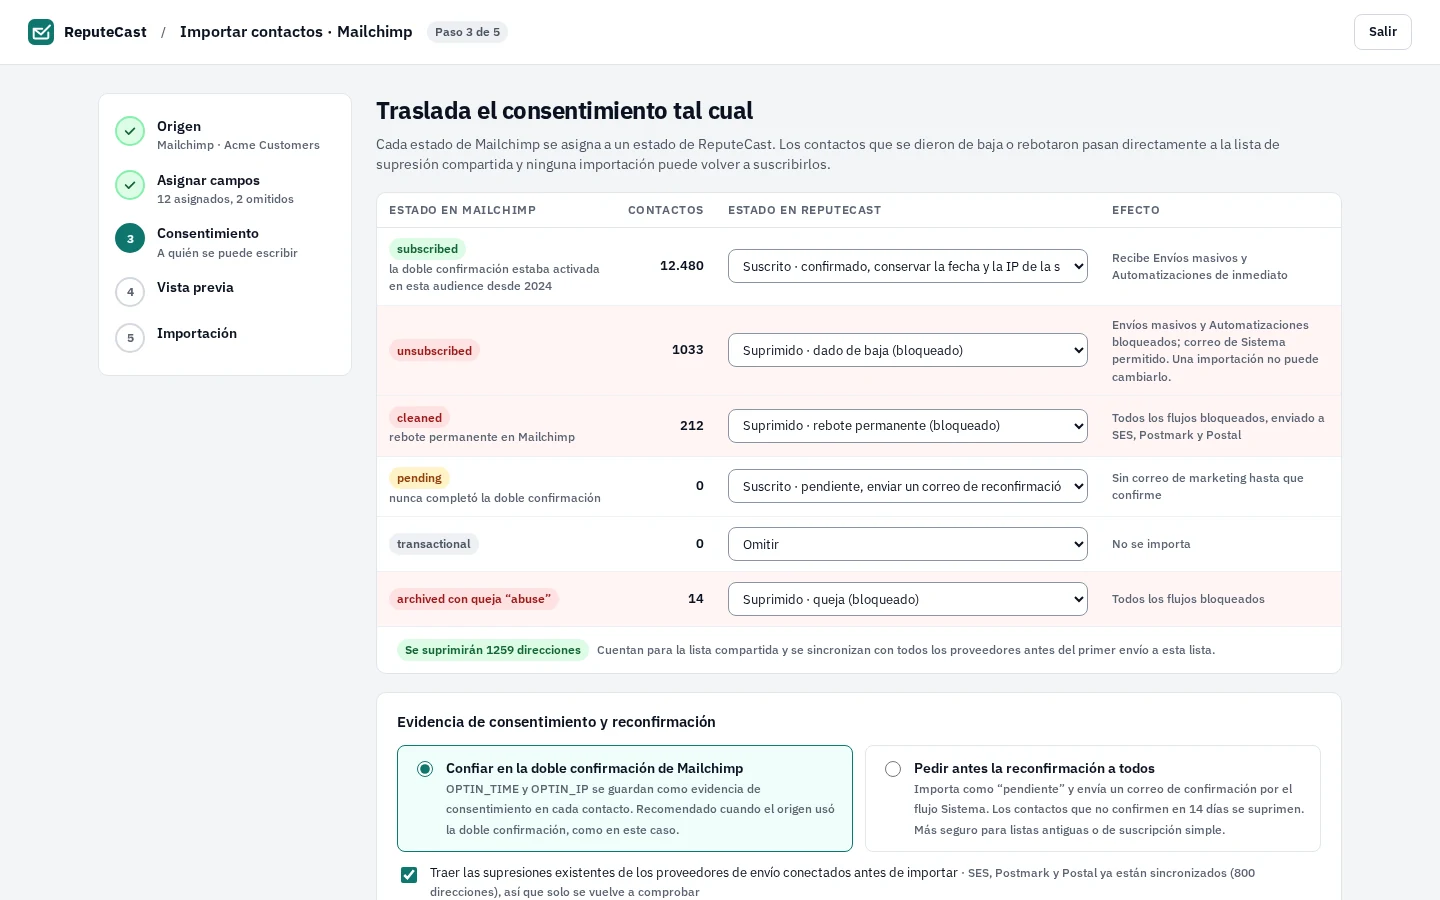 ReputeCast / Importar contactos · Mailchimp Paso 3 de 5 Salir
Origen
Mailchimp · Acme Customers
Asignar campos
12 asignados, 2 omitidos
3 Consentimiento
A quién se puede escribir
4 Vista previa
5 Importación
Traslada el consentimiento tal cual
Cada estado de Mailchimp se asigna a un estado de ReputeCast. Los contactos que se dieron de baja o rebotaron pasan directamente a la lista de
supresión compartida y ninguna importación puede volver a suscribirlos.
ESTADO EN MAILCHIMP CONTACTOS ESTADO EN REPUTECAST EFECTO
subscribed
la doble confirmación estaba activada
en esta audience desde 2024
12.480
Suscrito · confirmado, conservar la fecha y la IP de la s
Recibe Envíos masivos y
Automatizaciones de inmediato
unsubscribed
1033
Suprimido · dado de baja (bloqueado)
Envíos masivos y Automatizaciones
bloqueados; correo de Sistema
permitido. Una importación no puede
cambiarlo.
cleaned
rebote permanente en Mailchimp
212
Suprimido · rebote permanente (bloqueado)
Todos los flujos bloqueados, enviado a
SES, Postmark y Postal
pending
nunca completó la doble confirmación
0
Suscrito · pendiente, enviar un correo de reconfirmació
Sin correo de marketing hasta que
confirme
transactional
0
Omitir
No se importa
archived con queja “abuse”
14
Suprimido · queja (bloqueado)
Todos los flujos bloqueados
Se suprimirán 1259 direcciones Cuentan para la lista compartida y se sincronizan con todos los proveedores antes del primer envío a esta lista.
Evidencia de consentimiento y reconfirmación
Confiar en la doble confirmación de Mailchimp
OPTIN_TIME y OPTIN_IP se guardan como evidencia de
consentimiento en cada contacto. Recomendado cuando el origen usó
la doble confirmación, como en este caso.
Pedir antes la reconfirmación a todos
Importa como “pendiente” y envía un correo de confirmación por el
flujo Sistema. Los contactos que no confirmen en 14 días se suprimen.
Más seguro para listas antiguas o de suscripción simple.
Traer las supresiones existentes de los proveedores de envío conectados antes de importar · SES, Postmark y Postal ya están sincronizados (800
direcciones), así que solo se vuelve a comprobar